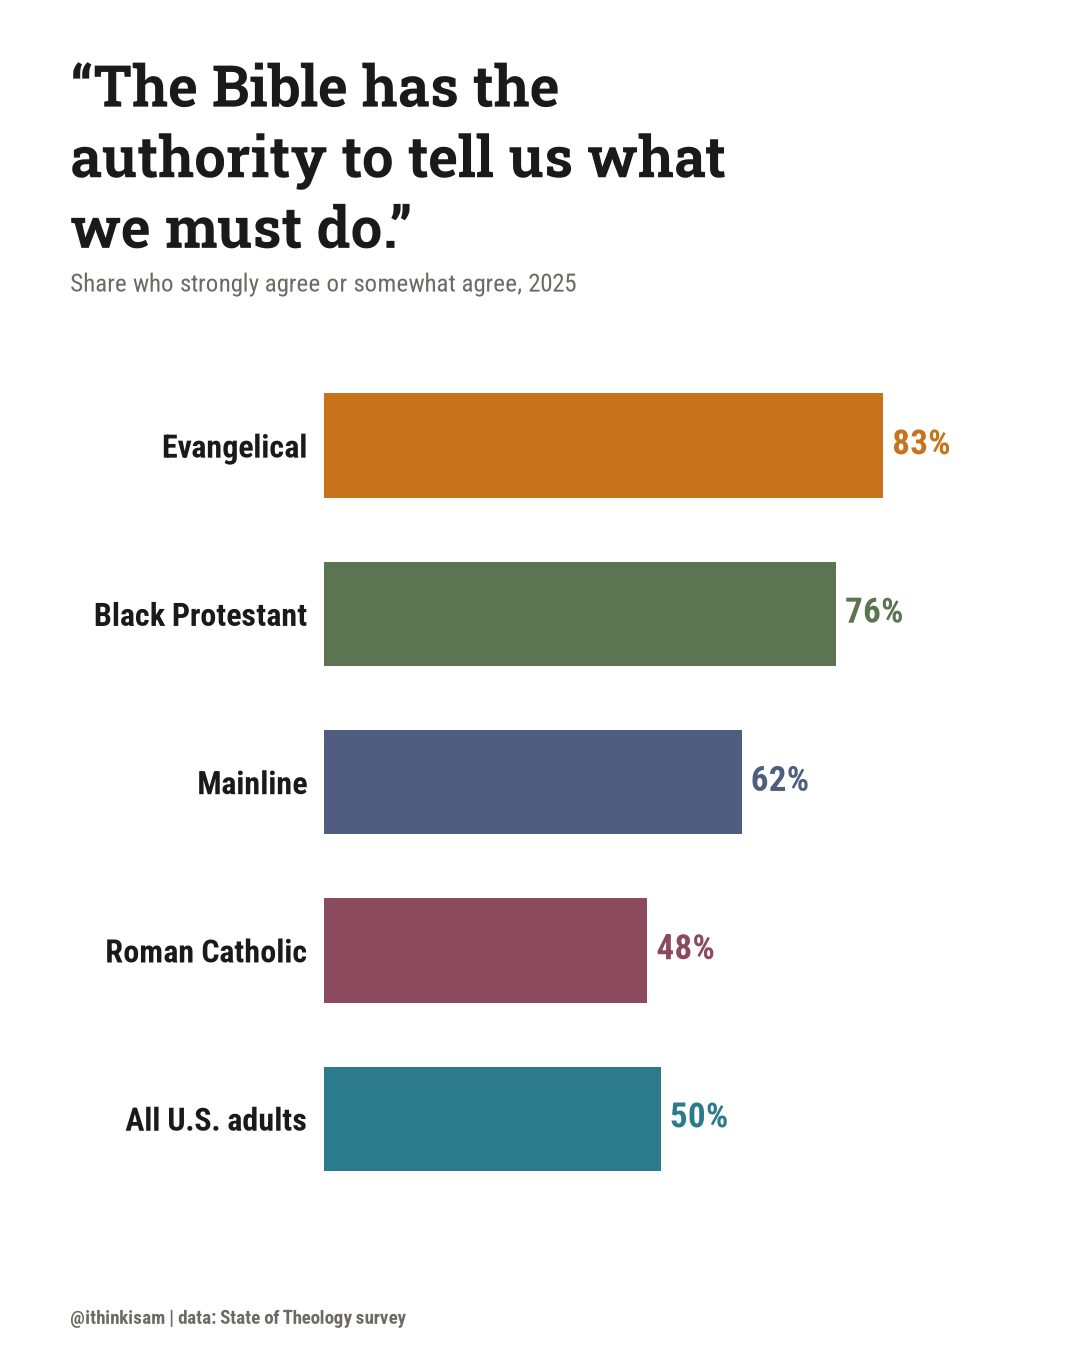 “The Bible has the
authority to tell us what
we must do.”
Share who strongly agree or somewhat agree, 2025
Evangelical 83%
Black Protestant 76%
Mainline 62%
Roman Catholic 48%
All U.S. adults 50%
@ithinkisam | data: State of Theology survey